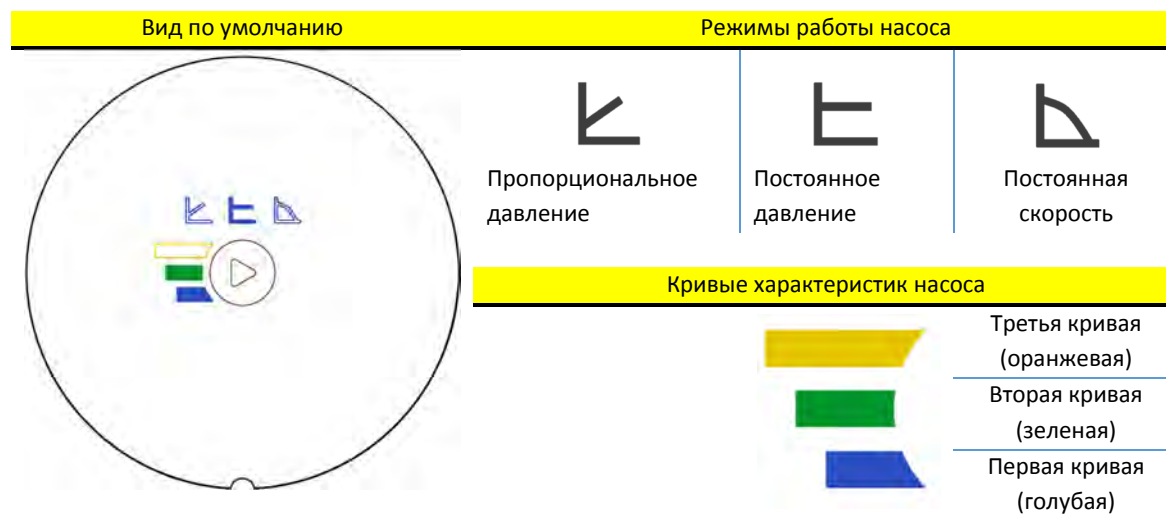 Вид по умолчанию
Режимы работы насоса
Пропорциональное
давление
Постоянное
давление
Постоянная
скорость
Кривые характеристик насоса
Третья кривая
(оранжевая)
Вторая кривая
(зеленая)
Первая кривая
(голубая)